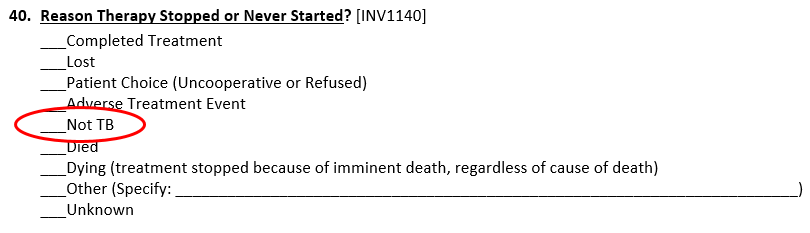 40. Reason Therapy Stopped or Never Started? [INV1140]
___Completed Treatment
___Lost
___Patient Choice (Uncooperative or Refused)
___Adverse Treatment Event
___Not TB
___Died
___Dying (treatment stopped because of imminent death, regardless of cause of death)
___Other (Specify: ______________________________________________________________________________)
___Unknown